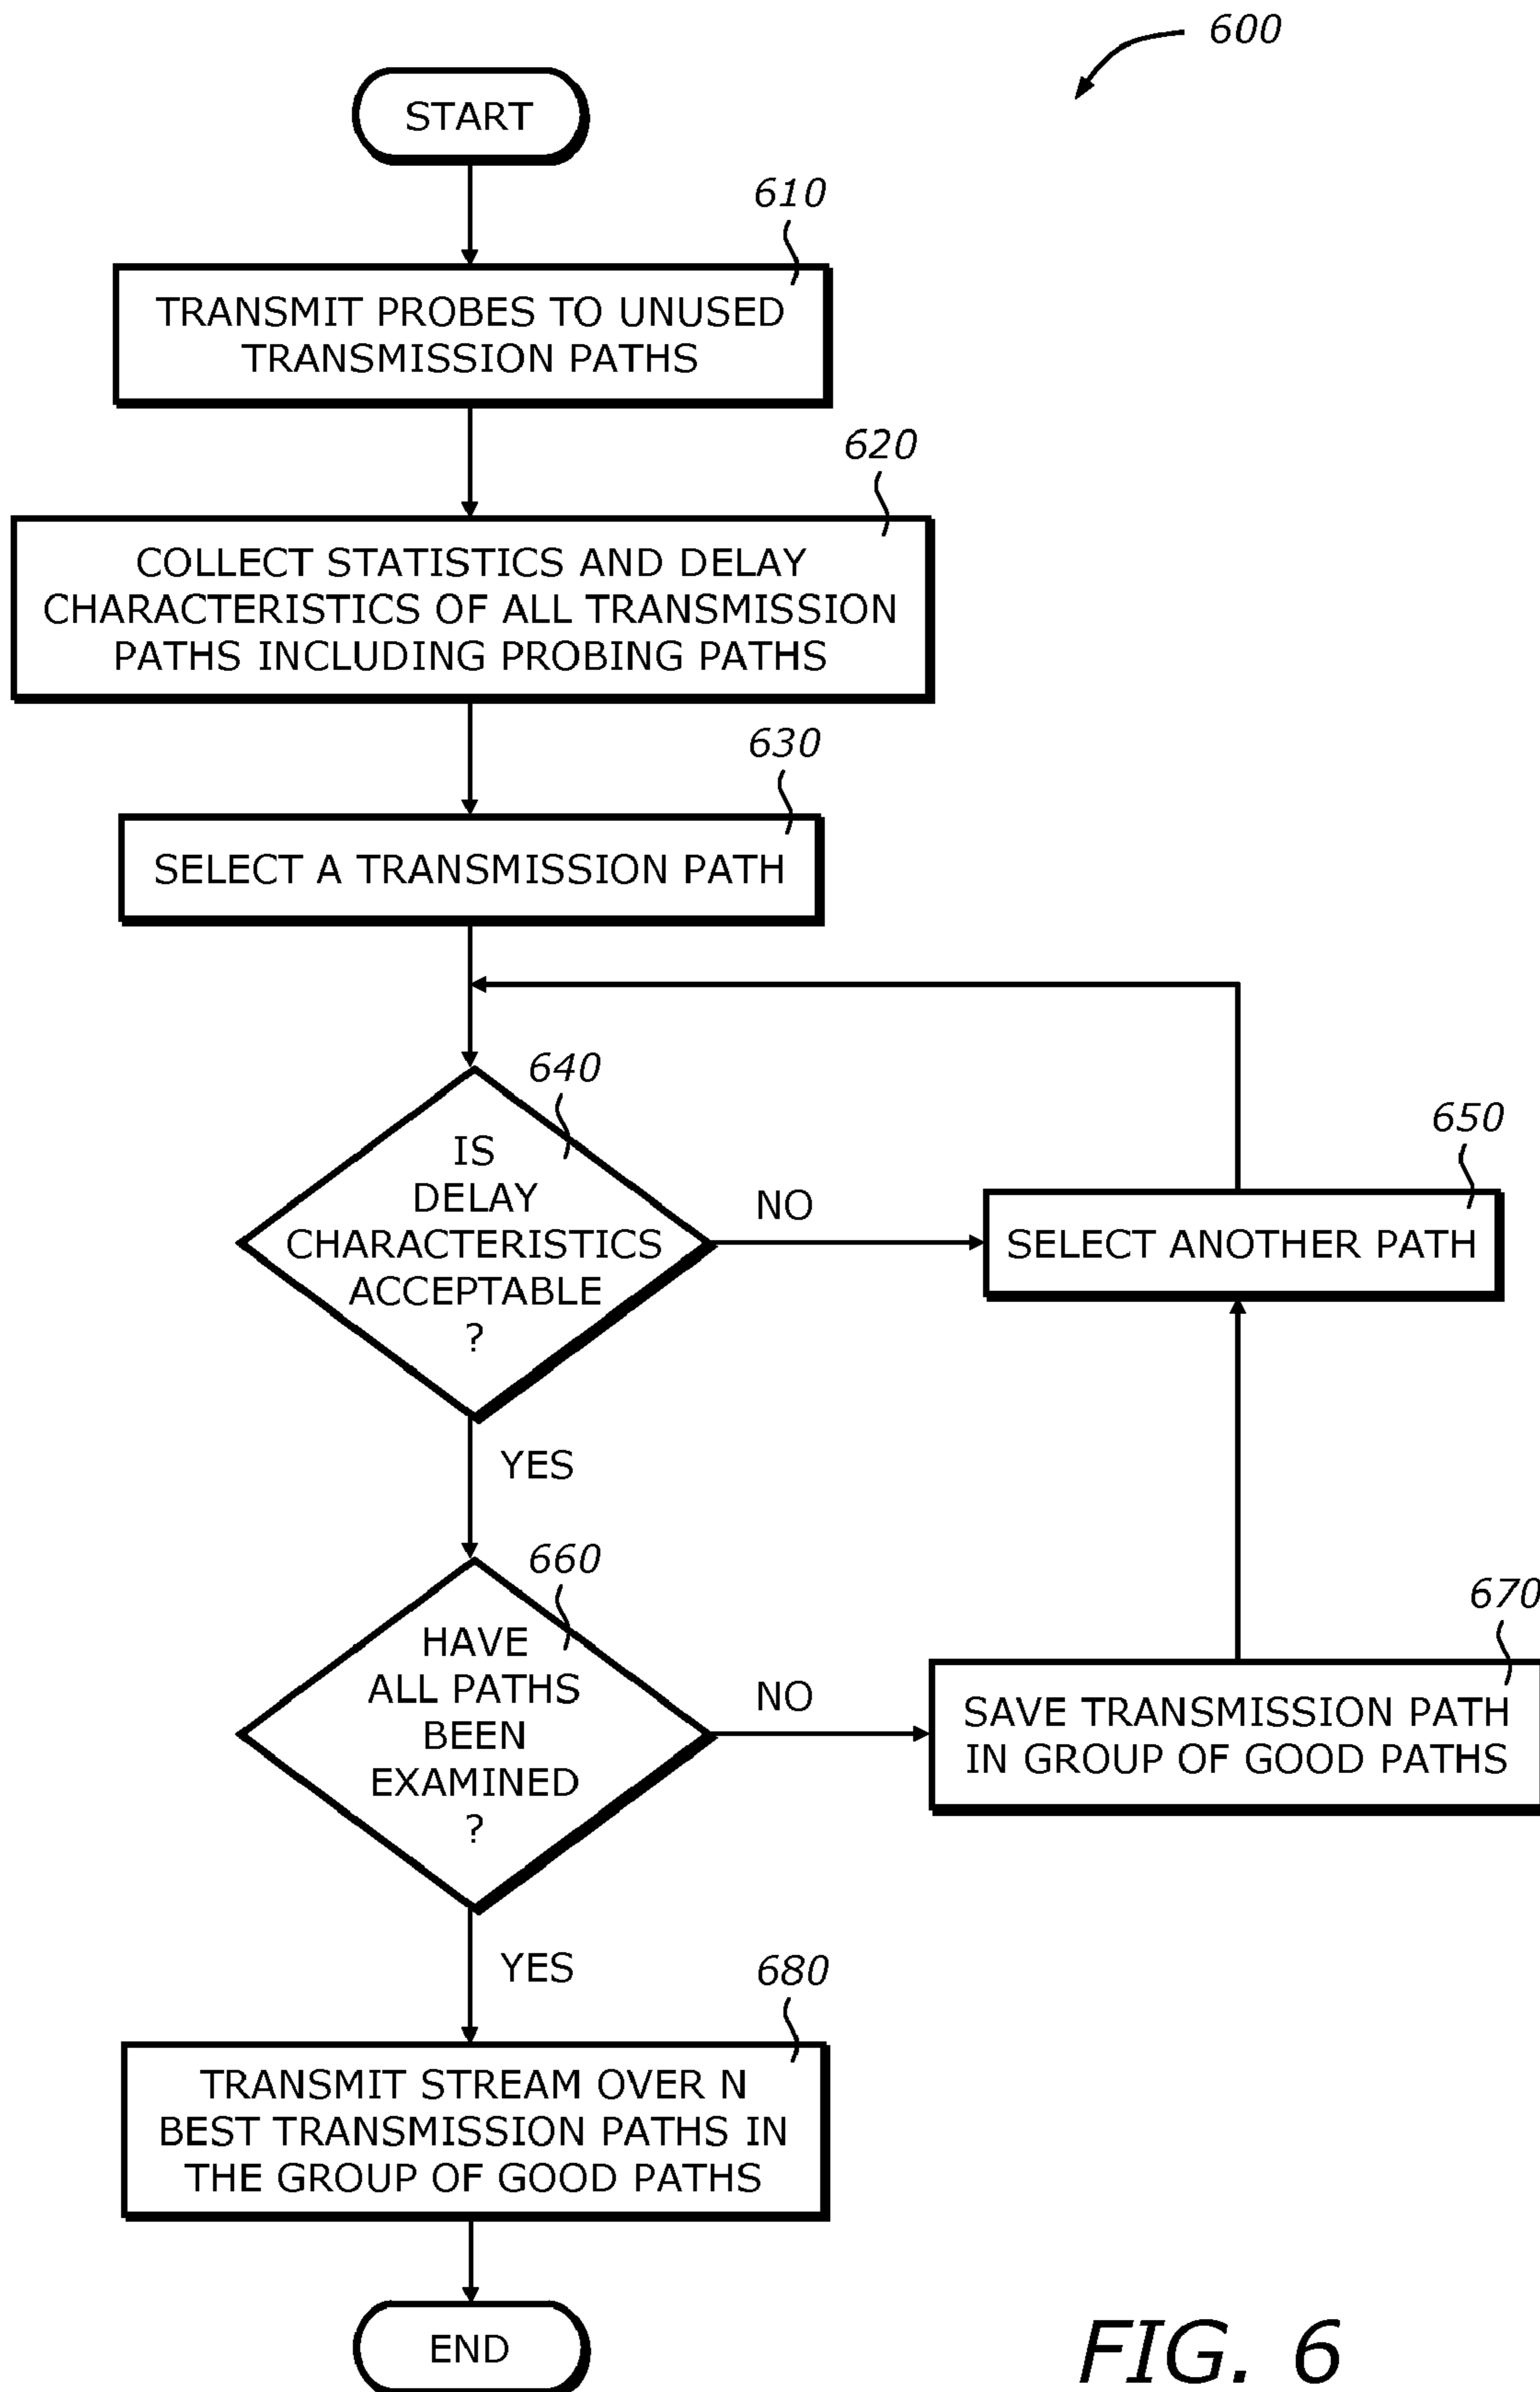 600
START
610
TRANSMIT PROBES TO UNUSED
TRANSMISSION PATHS
620
COLLECT STATISTICS AND DELAY
CHARACTERISTICS OF ALL TRANSMISSION
PATHS INCLUDING PROBING PATHS
630
SELECT A TRANSMISSION PATH
640
IS
DELAY
CHARACTERISTICS
ACCEPTABLE
?
NO
650
SELECT ANOTHER PATH
YES
660
HAVE
ALL PATHS
BEEN
EXAMINED
?
NO
670
SAVE TRANSMISSION PATH
IN GROUP OF GOOD PATHS
YES
680
TRANSMIT STREAM OVER N
BEST TRANSMISSION PATHS IN
THE GROUP OF GOOD PATHS
END
FIG. 6